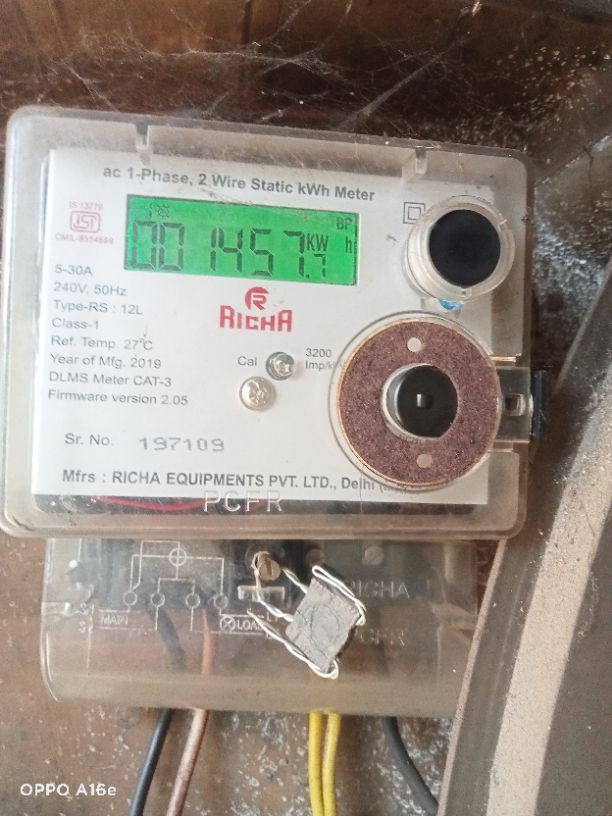 ac 1-Phase, 2 Wire Static kWh Meter
IS:13779
ISI
BP
001457.7 KW h
5-30A
240V, 50Hz
Type-RS : 12L
Class-1
Ref. Temp. 27°C
Year of Mfg. 2019
DLMS Meter CAT-3
Firmware version 2.05
RICHA
Cal
3200
Imp/k
Sr. No. 197109
Mfrs : RICHA EQUIPMENTS PVT. LTD., Delhi
PCFR
RICHA
PCFR
MAIN
LOAD
OPPO A16e